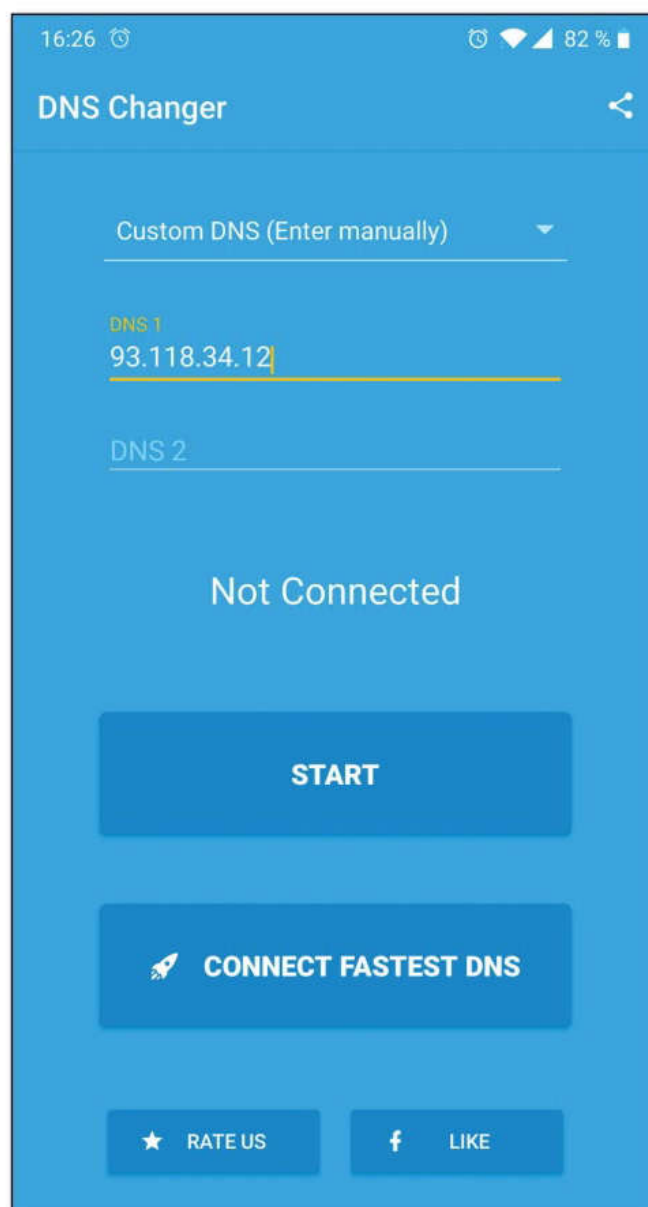 16:26 82 %
DNS Changer
Custom DNS (Enter manually)
DNS 1
93.118.34.12
DNS 2
Not Connected
START
CONNECT FASTEST DNS
RATE US LIKE